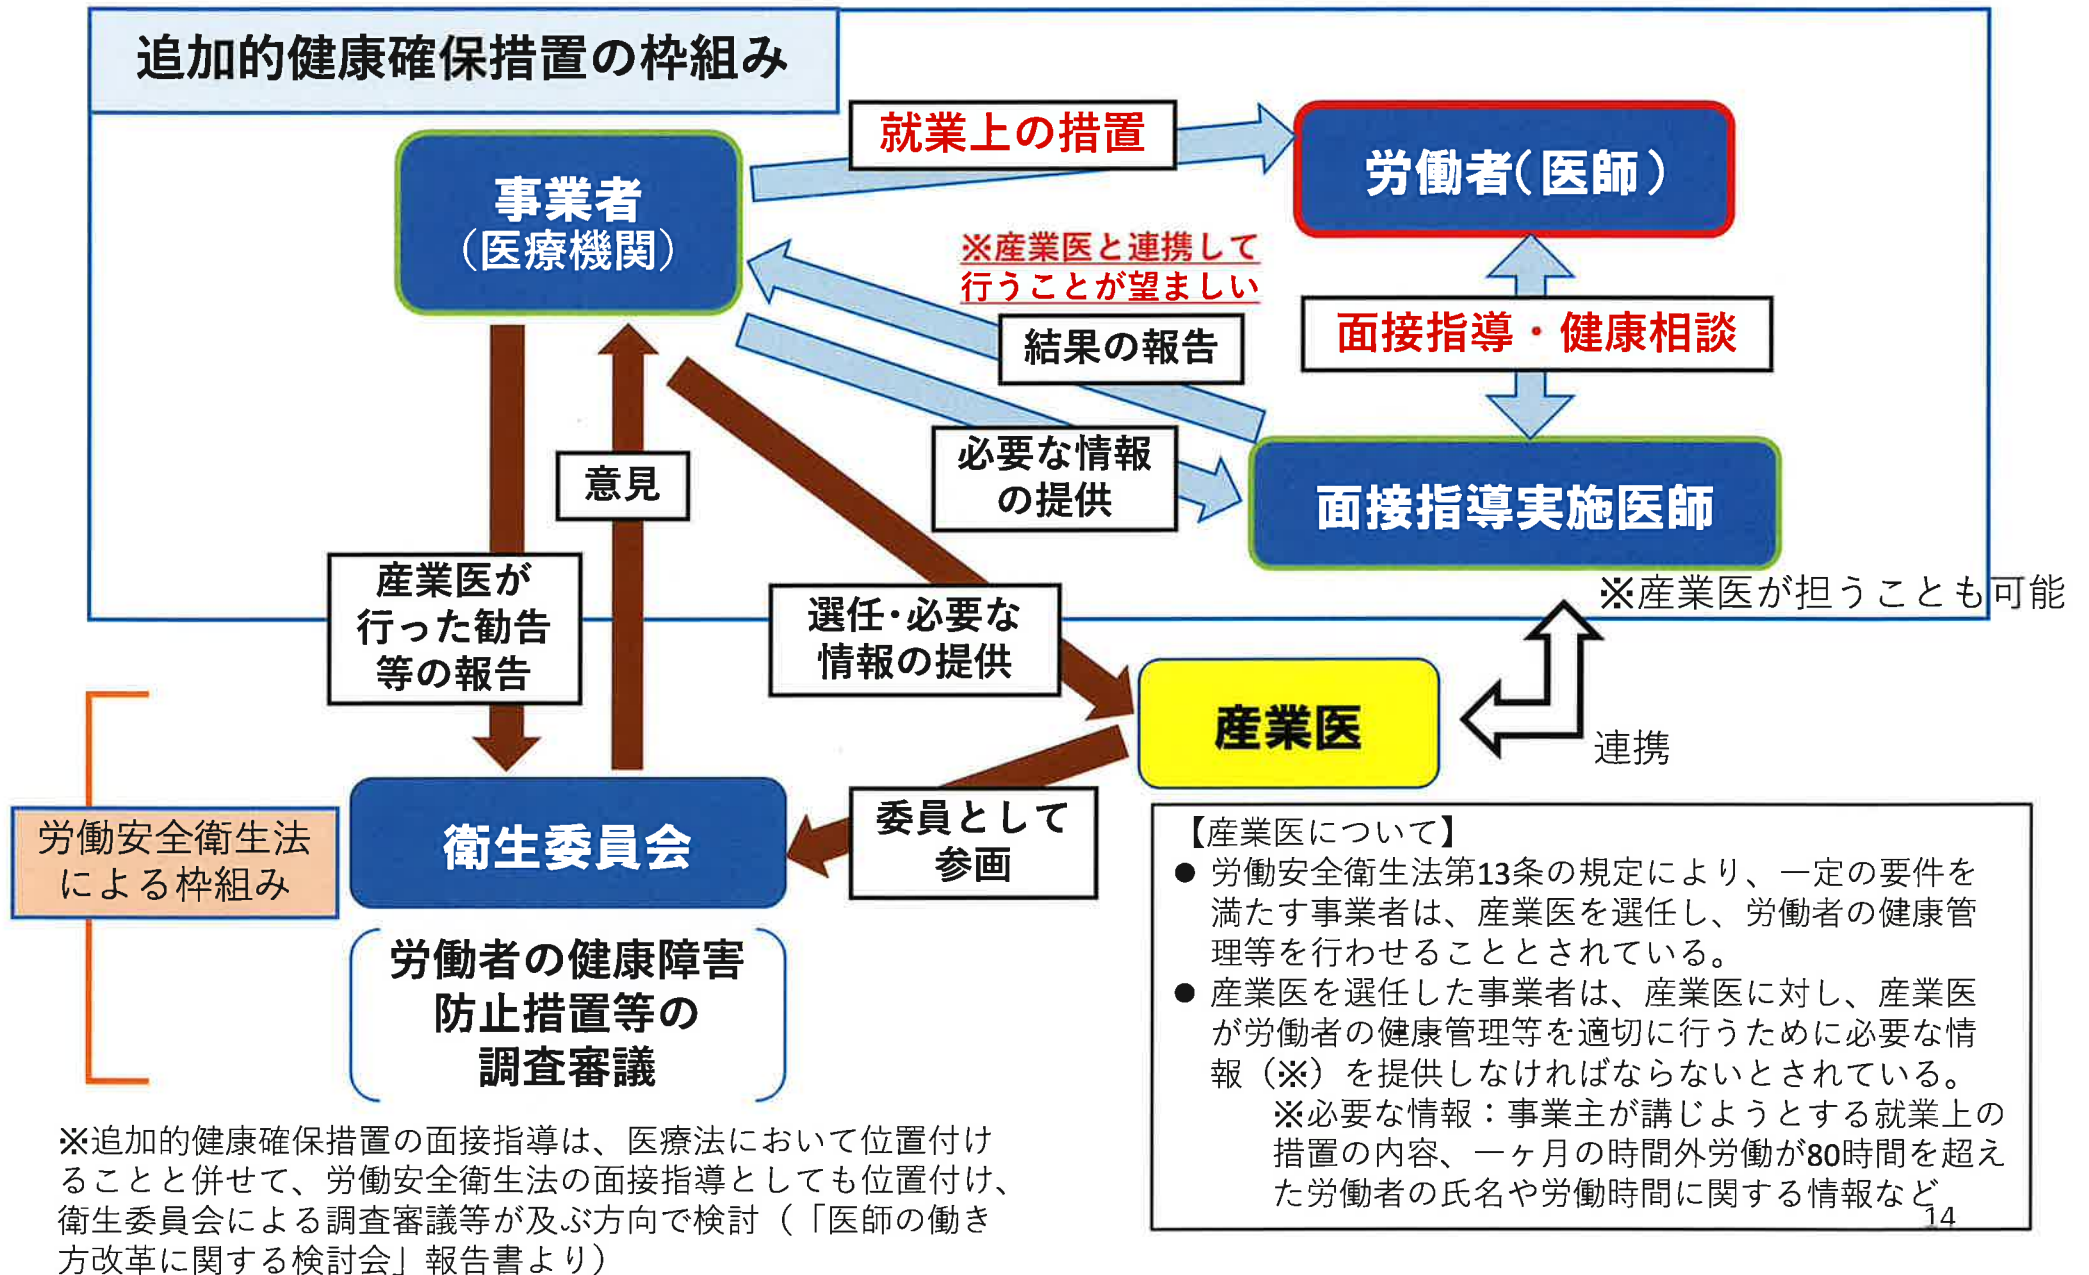 追加的健康確保措置の枠組み
就業上の措置
事業者
（医療機関）
労働者（医師）
※産業医と連携して
行うことが望ましい
結果の報告
面接指導・健康相談
必要な情報
の提供
意見
面接指導実施医師
※産業医が担うことも可能
産業医が
行った勧告
等の報告
選任・必要な
情報の提供
産業医
連携
労働安全衛生法
による枠組み
衛生委員会
委員として
参画
労働者の健康障害
防止措置等の
調査審議
【産業医について】
● 労働安全衛生法第13条の規定により、一定の要件を
満たす事業者は、産業医を選任し、労働者の健康管
理等を行わせることとされている。
● 産業医を選任した事業者は、産業医に対し、産業医
が労働者の健康管理等を適切に行うために必要な情
報（※）を提供しなければならないとされている。
※必要な情報：事業主が講じようとする就業上の
措置の内容、一ヶ月の時間外労働が80時間を超え
た労働者の氏名や労働時間に関する情報など
14
※追加的健康確保措置の面接指導は、医療法において位置付け
ることと併せて、労働安全衛生法の面接指導としても位置付け、
衛生委員会による調査審議等が及ぶ方向で検討（「医師の働き
方改革に関する検討会」報告書より）